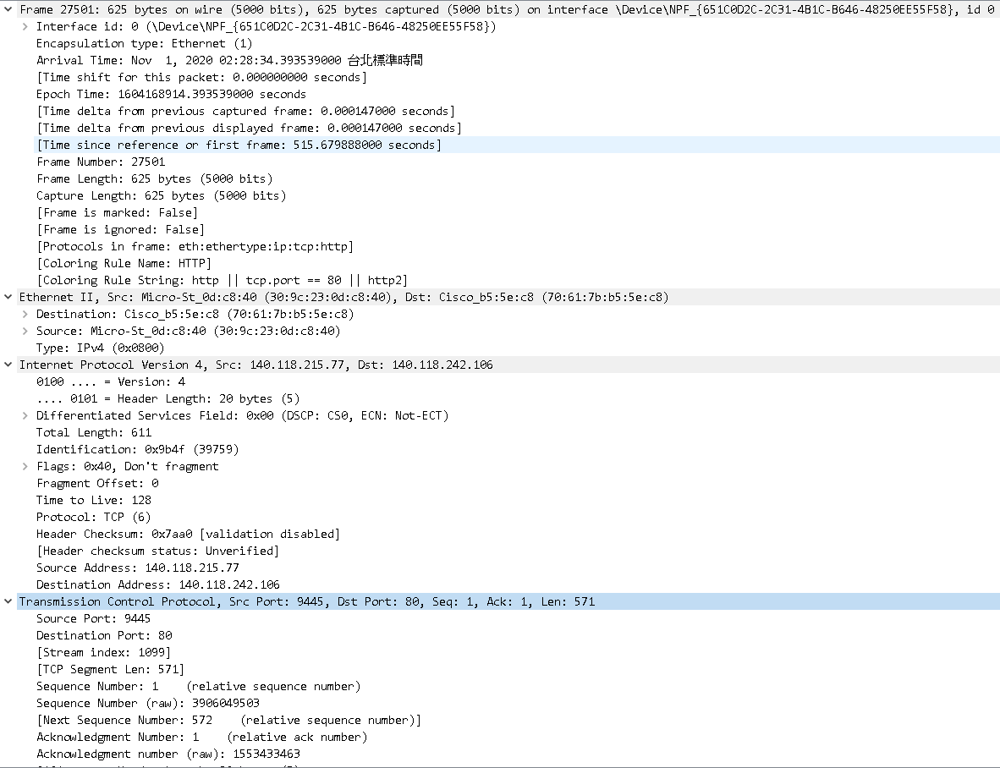 Frame 27501: 625 bytes on wire (5000 bits), 625 bytes captured (5000 bits) on interface \Device\NPF_{651C0D2C-2C31-4B1C-B646-48250EE55F58}, id 0
Interface id: 0 (\Device\NPF_{651C0D2C-2C31-4B1C-B646-48250EE55F58})
Encapsulation type: Ethernet (1)
Arrival Time: Nov  1, 2020 02:28:34.393539000 台北標準時間
[Time shift for this packet: 0.000000000 seconds]
Epoch Time: 1604168914.393539000 seconds
[Time delta from previous captured frame: 0.000147000 seconds]
[Time delta from previous displayed frame: 0.000147000 seconds]
[Time since reference or first frame: 515.679888000 seconds]
Frame Number: 27501
Frame Length: 625 bytes (5000 bits)
Capture Length: 625 bytes (5000 bits)
[Frame is marked: False]
[Frame is ignored: False]
[Protocols in frame: eth:ethertype:ip:tcp:http]
[Coloring Rule Name: HTTP]
[Coloring Rule String: http || tcp.port == 80 || http2]
Ethernet II, Src: Micro-St_0d:c8:40 (30:9c:23:0d:c8:40), Dst: Cisco_b5:5e:c8 (70:61:7b:b5:5e:c8)
Destination: Cisco_b5:5e:c8 (70:61:7b:b5:5e:c8)
Source: Micro-St_0d:c8:40 (30:9c:23:0d:c8:40)
Type: IPv4 (0x0800)
Internet Protocol Version 4, Src: 140.118.215.77, Dst: 140.118.242.106
0100 .... = Version: 4
.... 0101 = Header Length: 20 bytes (5)
Differentiated Services Field: 0x00 (DSCP: CS0, ECN: Not-ECT)
Total Length: 611
Identification: 0x9b4f (39759)
Flags: 0x40, Don't fragment
Fragment Offset: 0
Time to Live: 128
Protocol: TCP (6)
Header Checksum: 0x7aa0 [validation disabled]
[Header checksum status: Unverified]
Source Address: 140.118.215.77
Destination Address: 140.118.242.106
Transmission Control Protocol, Src Port: 9445, Dst Port: 80, Seq: 1, Ack: 1, Len: 571
Source Port: 9445
Destination Port: 80
[Stream index: 1099]
[TCP Segment Len: 571]
Sequence Number: 1    (relative sequence number)
Sequence Number (raw): 3906049503
[Next Sequence Number: 572    (relative sequence number)]
Acknowledgment Number: 1    (relative ack number)
Acknowledgment number (raw): 1553433463